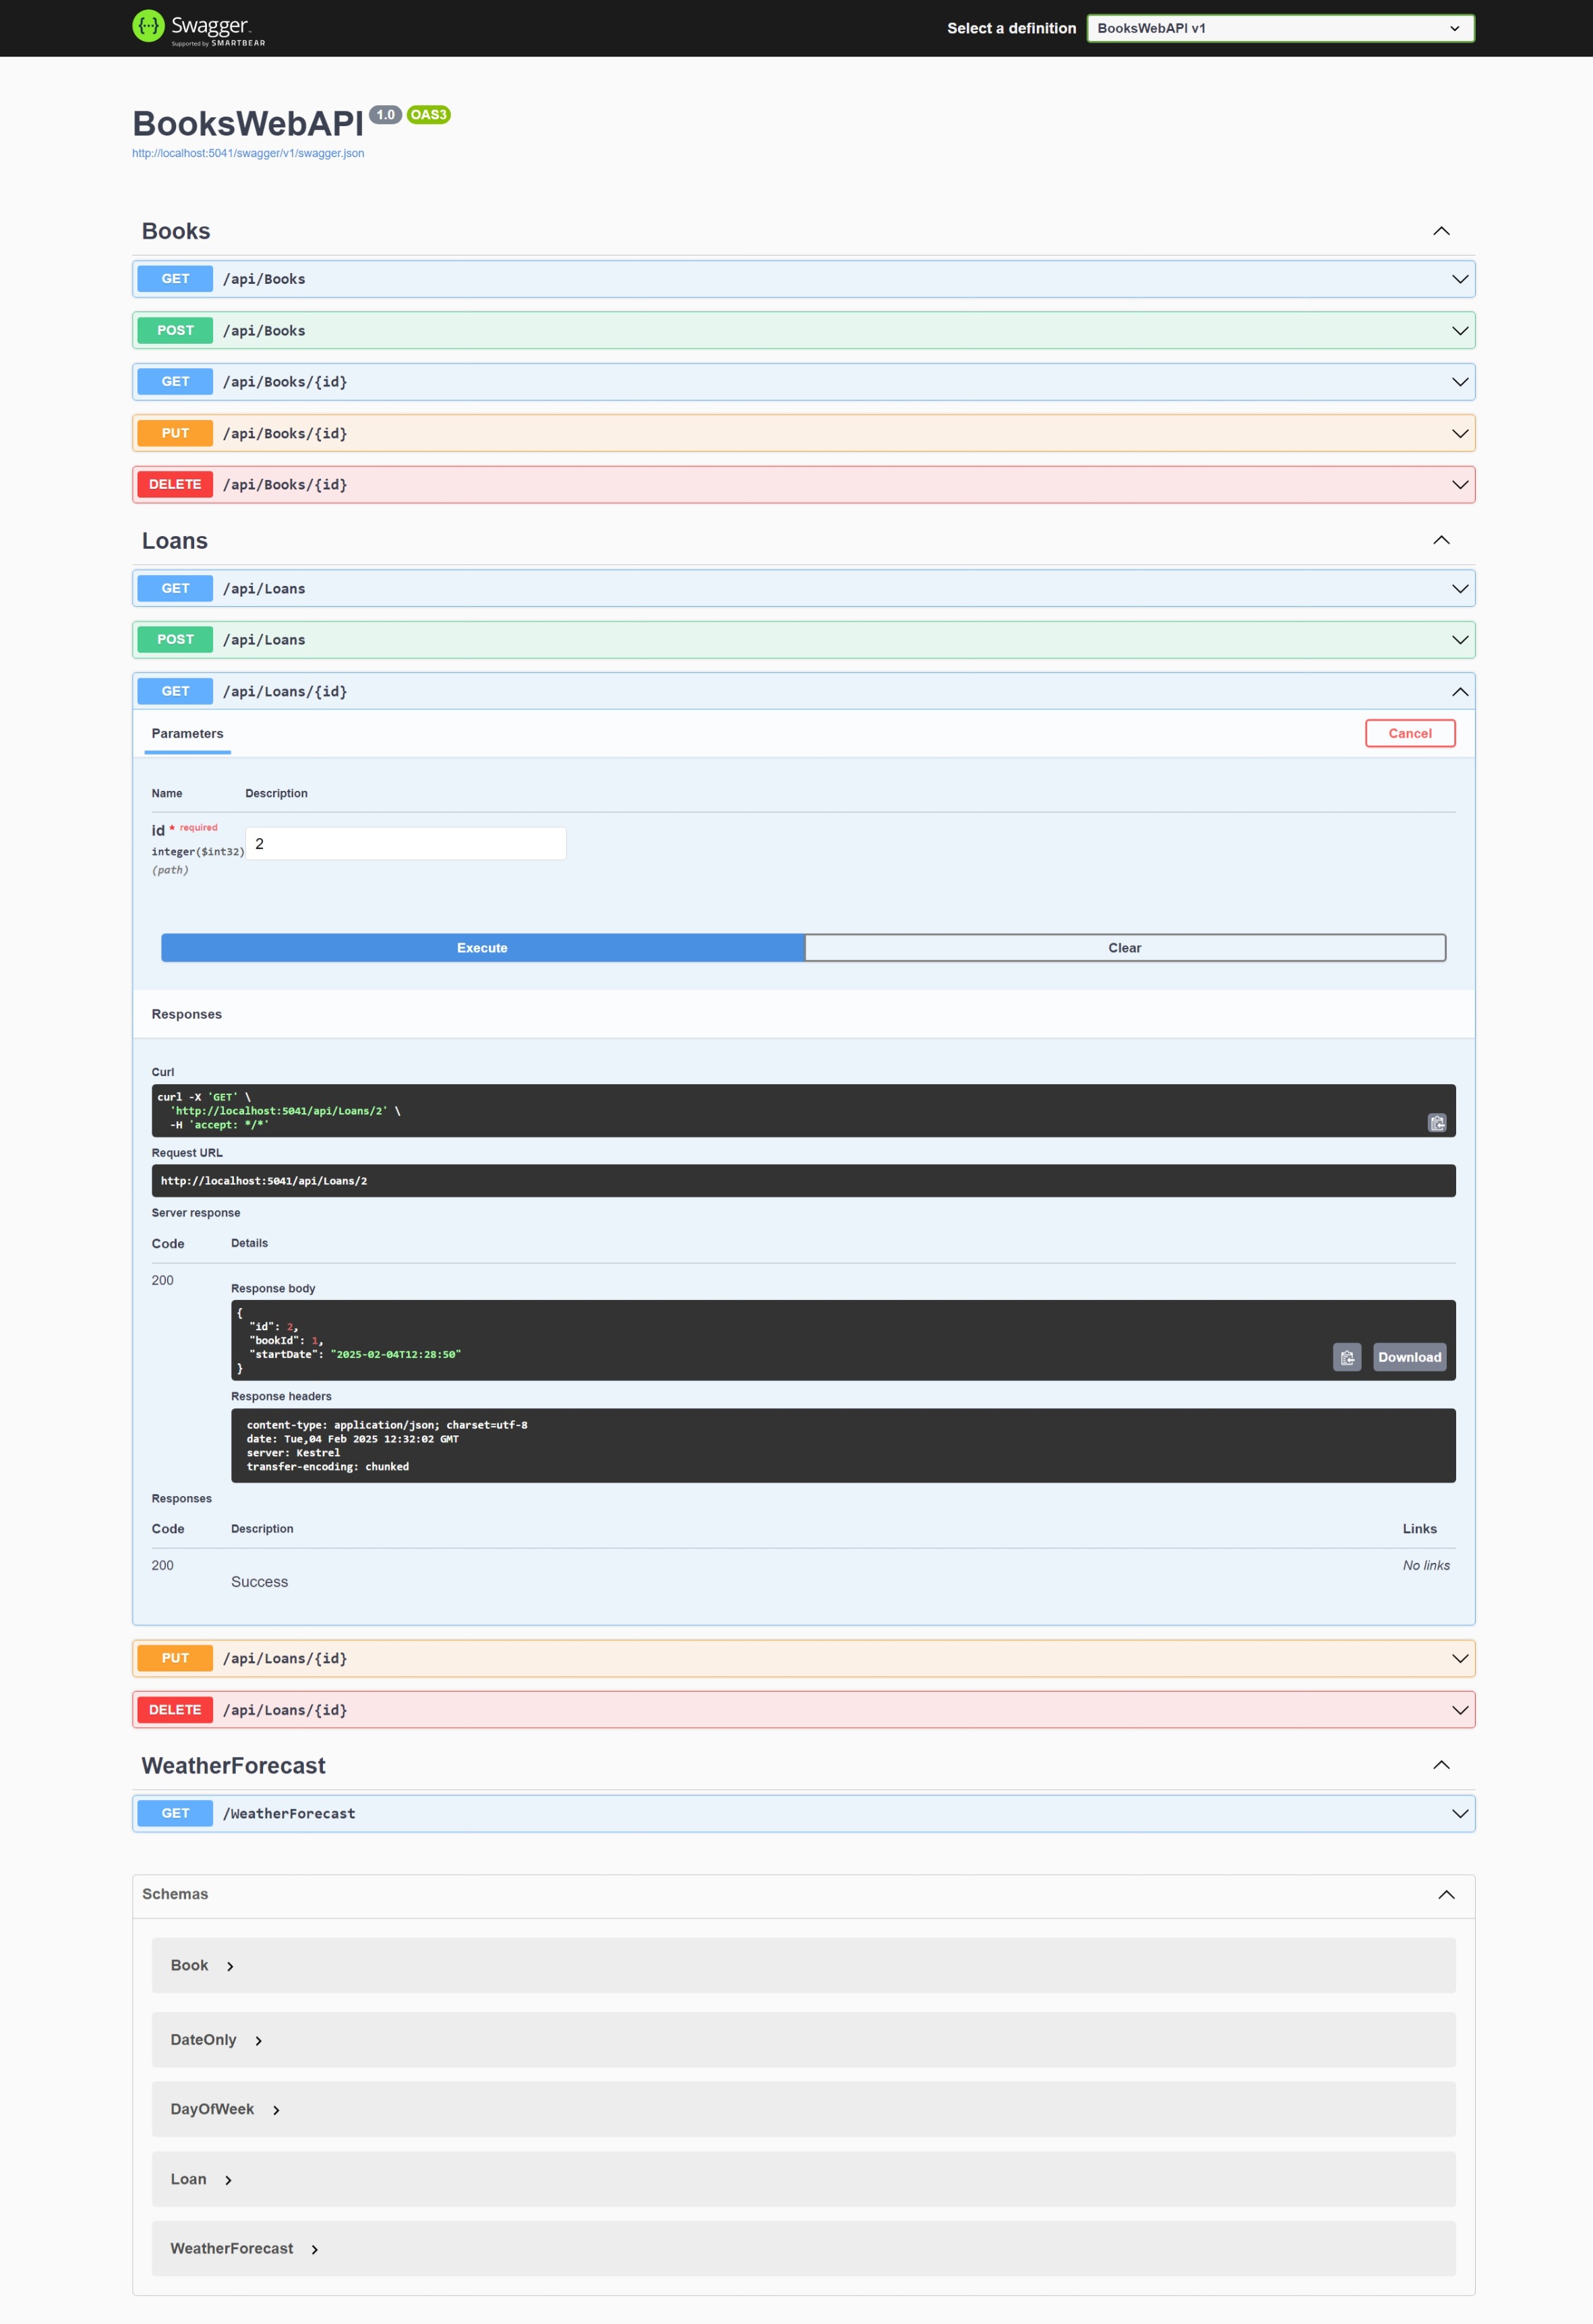 Swagger.
Supported by SMARTBEAR
Select a definition
BooksWebAPI v1
BooksWebAPI 1.0 OAS3
http://localhost:5041/swagger/v1/swagger.json
Books
GET /api/Books
POST /api/Books
GET /api/Books/{id}
PUT /api/Books/{id}
DELETE /api/Books/{id}
Loans
GET /api/Loans
POST /api/Loans
GET /api/Loans/{id}
Parameters
Cancel
Name Description
id * required
integer($int32)
(path)
2
Execute Clear
Responses
Curl
curl -X 'GET' \
'http://localhost:5041/api/Loans/2' \
-H 'accept: */*'
Request URL
http://localhost:5041/api/Loans/2
Server response
Code Details
200
Response body
{
"id": 2,
"bookId": 1,
"startDate": "2025-02-04T12:28:50"
}
Download
Response headers
content-type: application/json; charset=utf-8
date: Tue,04 Feb 2025 12:32:02 GMT
server: Kestrel
transfer-encoding: chunked
Responses
Code Description Links
200
Success
No links
PUT /api/Loans/{id}
DELETE /api/Loans/{id}
WeatherForecast
GET /WeatherForecast
Schemas
Book
DateOnly
DayOfWeek
Loan
WeatherForecast